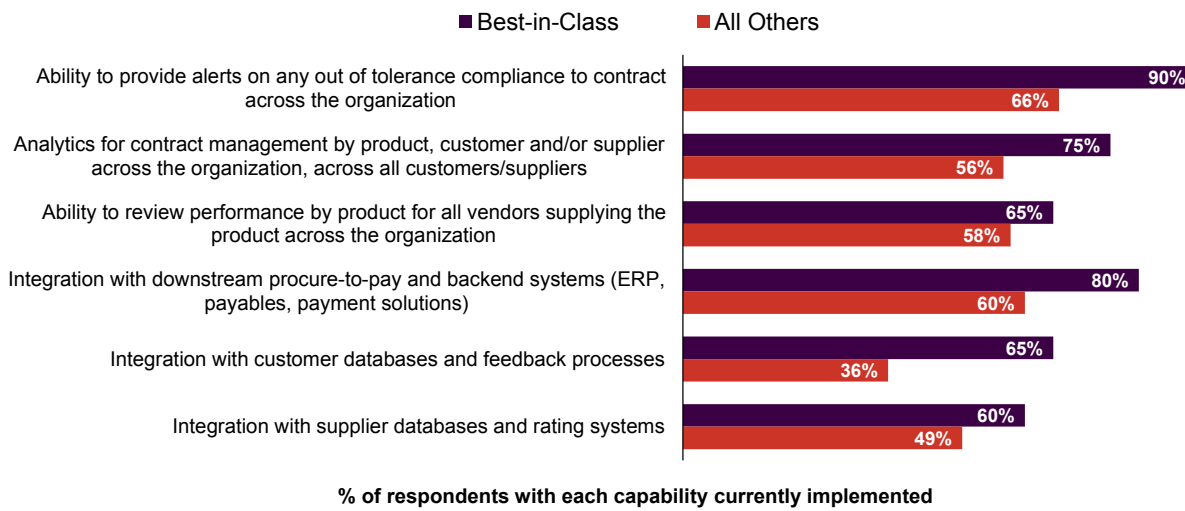 Best-in-Class All Others
Ability to provide alerts on any out of tolerance compliance to contract
across the organization
90%
66%
Analytics for contract management by product, customer and/or supplier
across the organization, across all customers/suppliers
75%
56%
Ability to review performance by product for all vendors supplying the
product across the organization
65%
58%
Integration with downstream procure-to-pay and backend systems (ERP,
payables, payment solutions)
80%
60%
Integration with customer databases and feedback processes
65%
36%
Integration with supplier databases and rating systems
60%
49%
% of respondents with each capability currently implemented